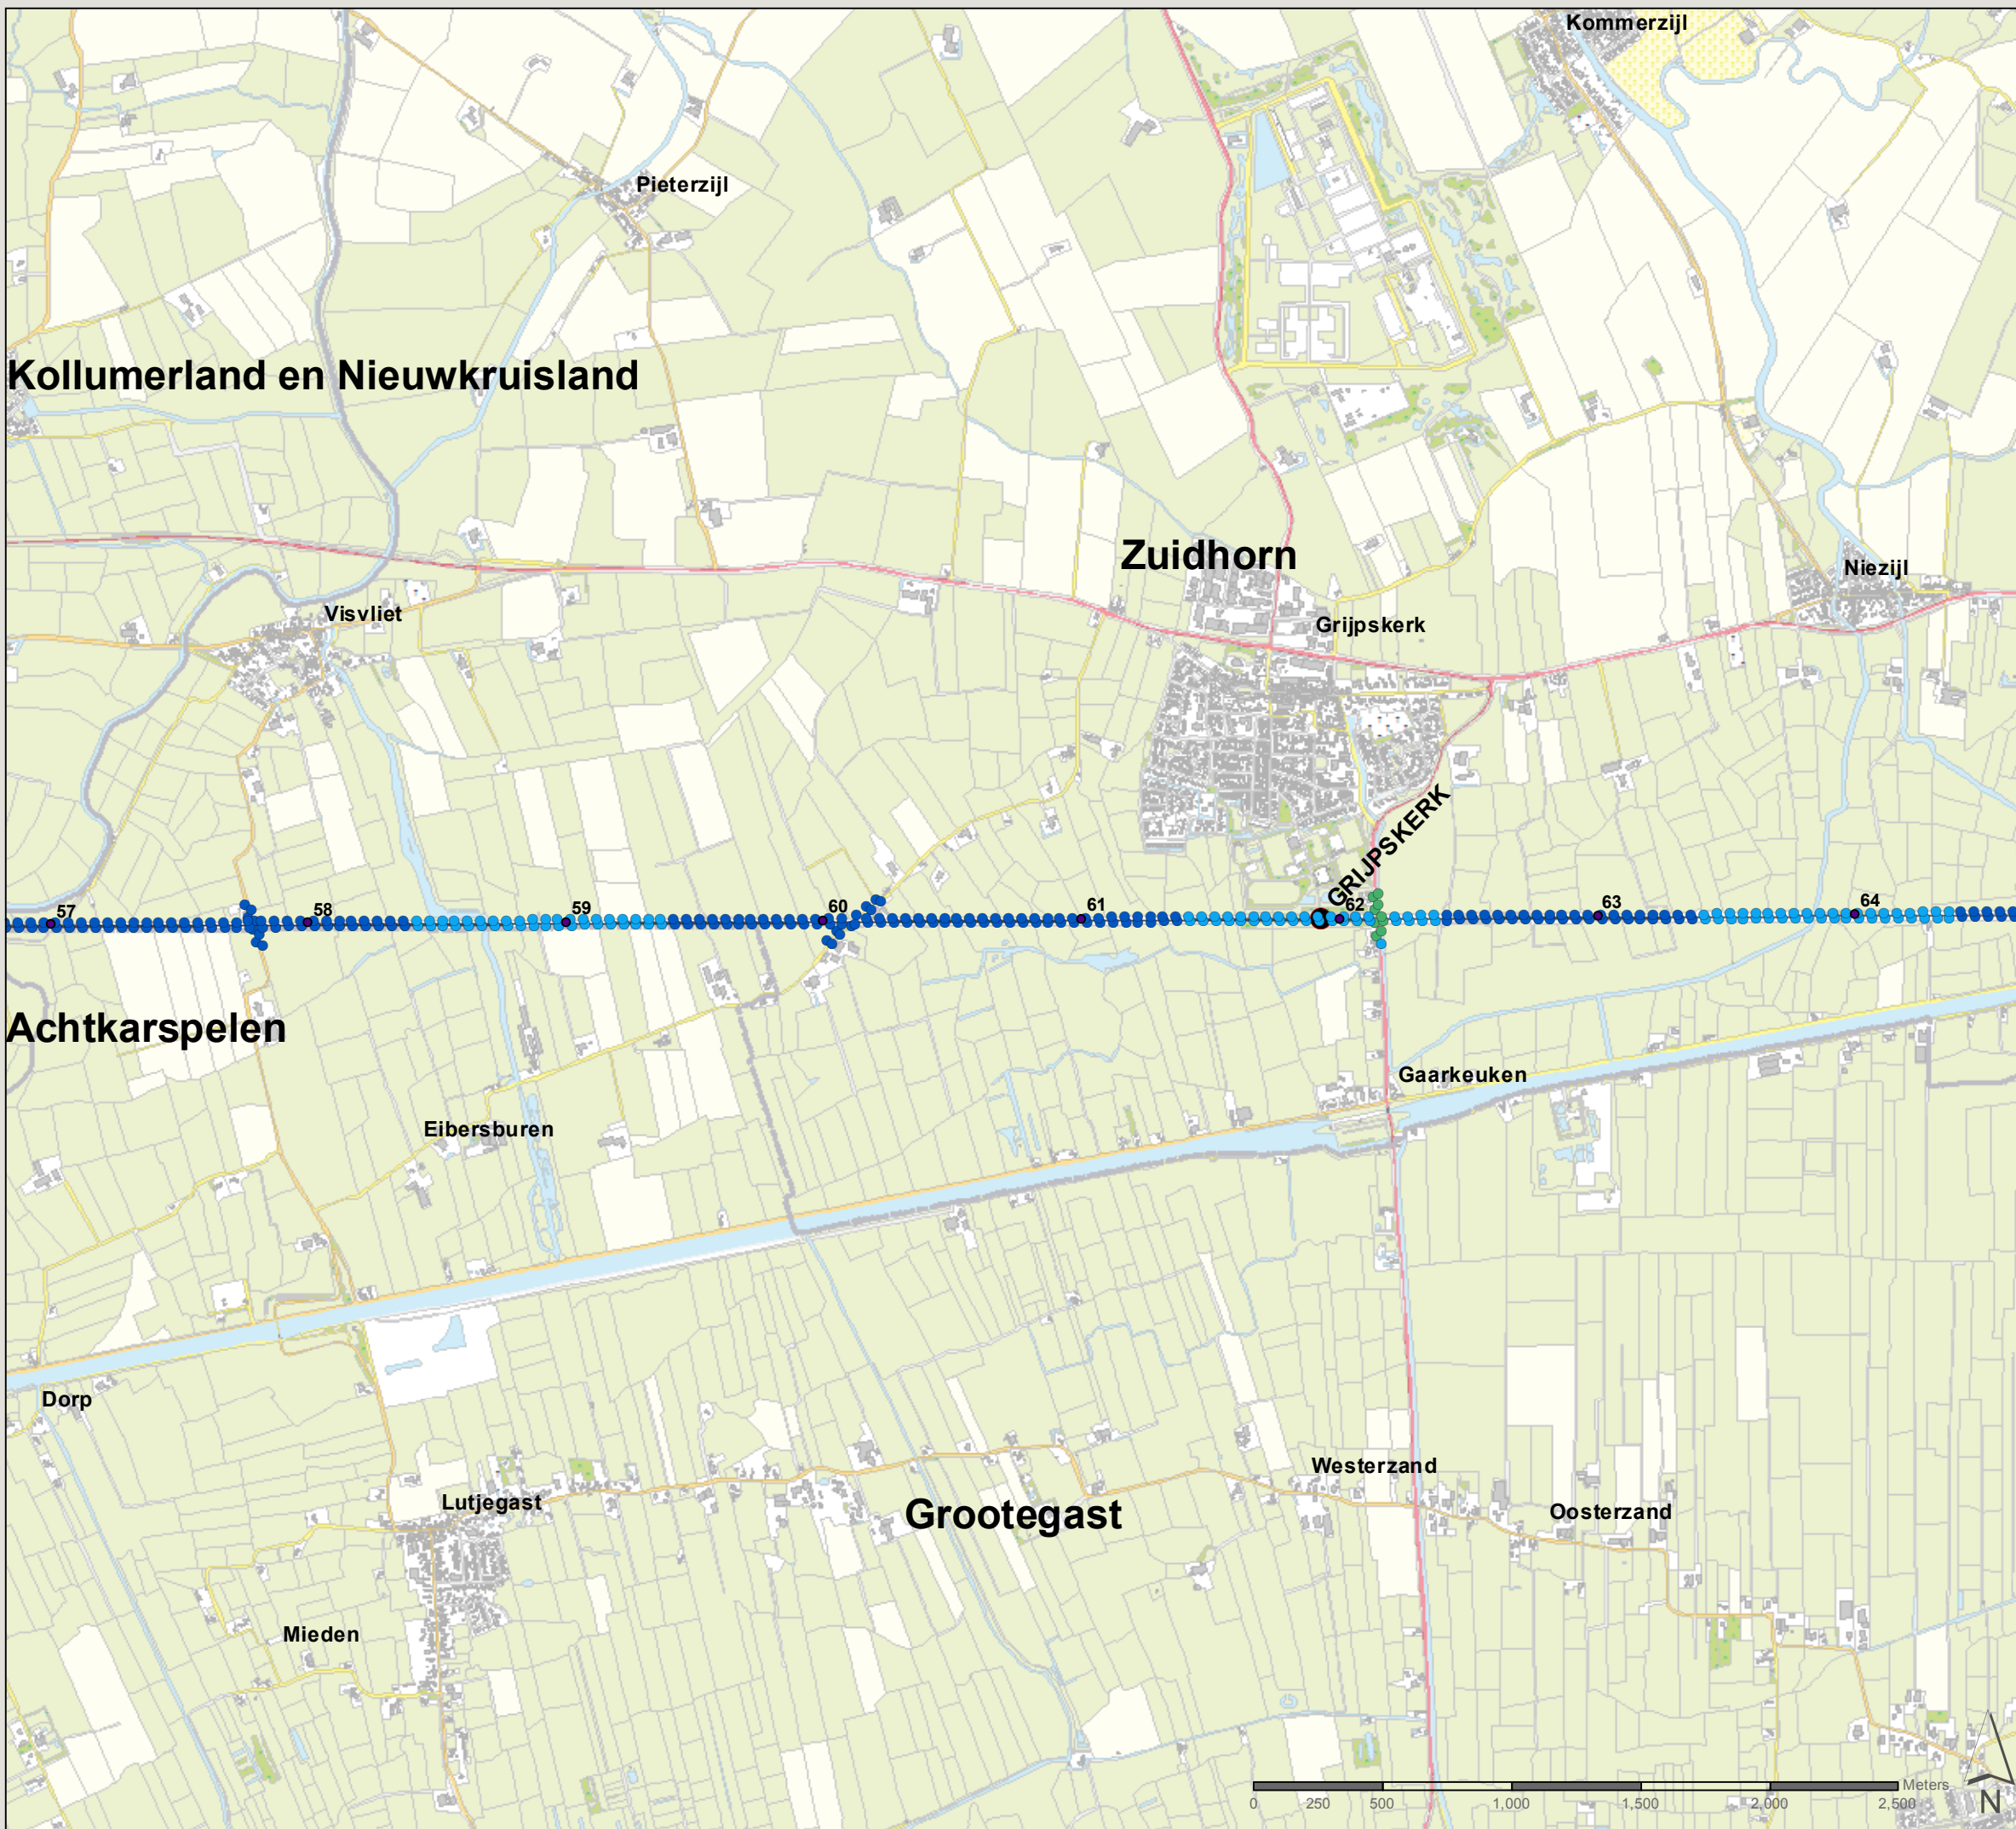 Kommerzijl
Pieterzijl
Kollumerland en Nieuwkruisland
Zuidhorn
Niezijl
Visvliet
Grijpskerk
GRIJPSKERK
57
58
59
60
61
62
63
64
Achtkarspelen
Gaarkeuken
Eibersburen
Dorp
Westerzand
Lutjegast
Grootegast
Oosterzand
Mieden
Meters
0 250 500 1,000 1,500 2,000 2,500
N